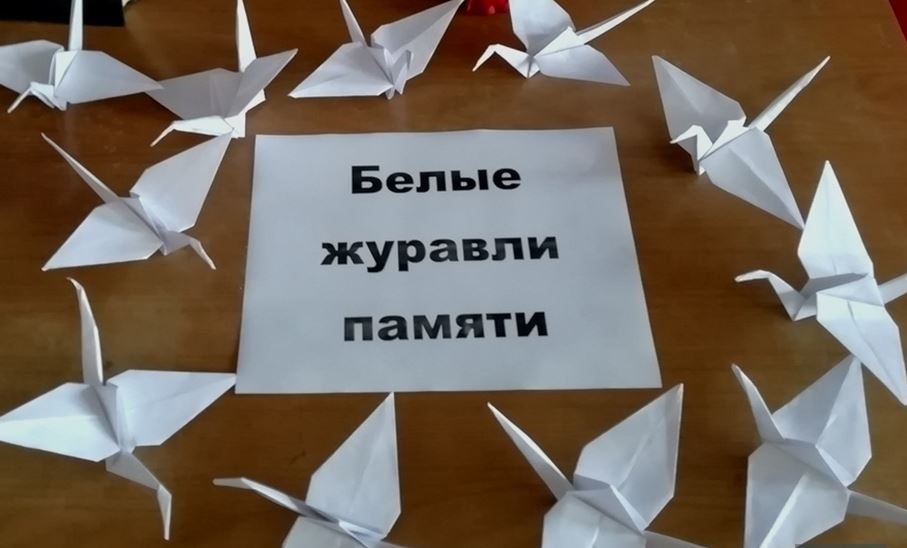 Белые
журавли
памяти